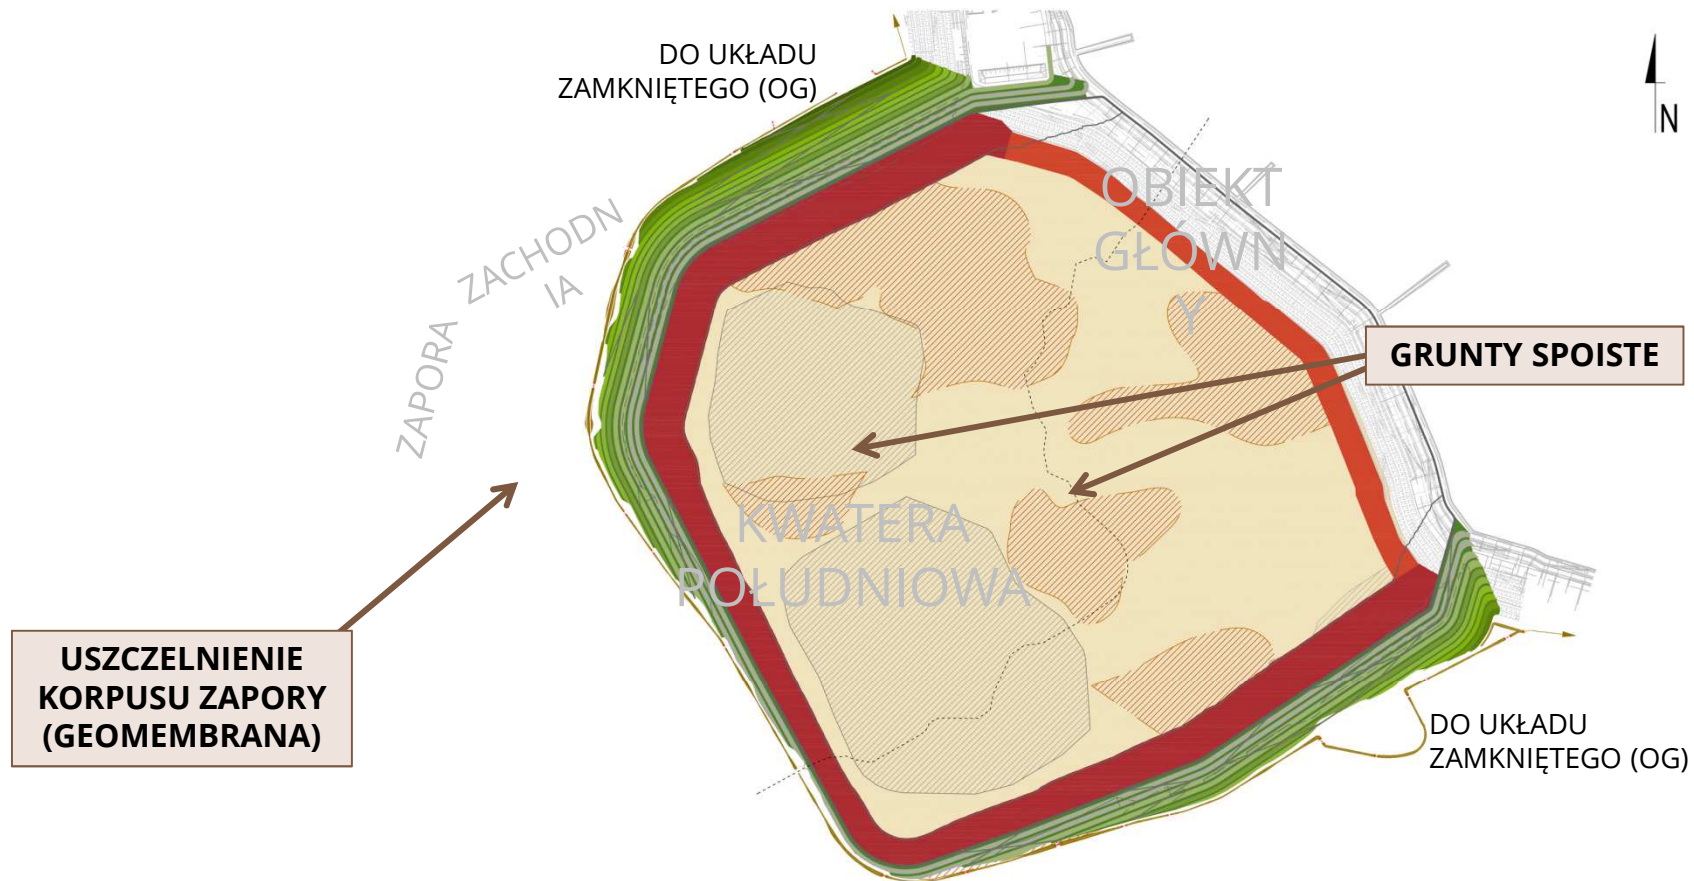 DO UKŁADU
ZAMKNIĘTEGO (OG)
N
ZAPORA ZACHODN
IA
OBIEKT
GŁÓWN
Y
GRUNTY SPOISTE
KWATERA
POŁUDNIOWA
USZCZELNIENIE
KORPUSU ZAPORY
(GEOMEMBRANA)
DO UKŁADU
ZAMKNIĘTEGO (OG)